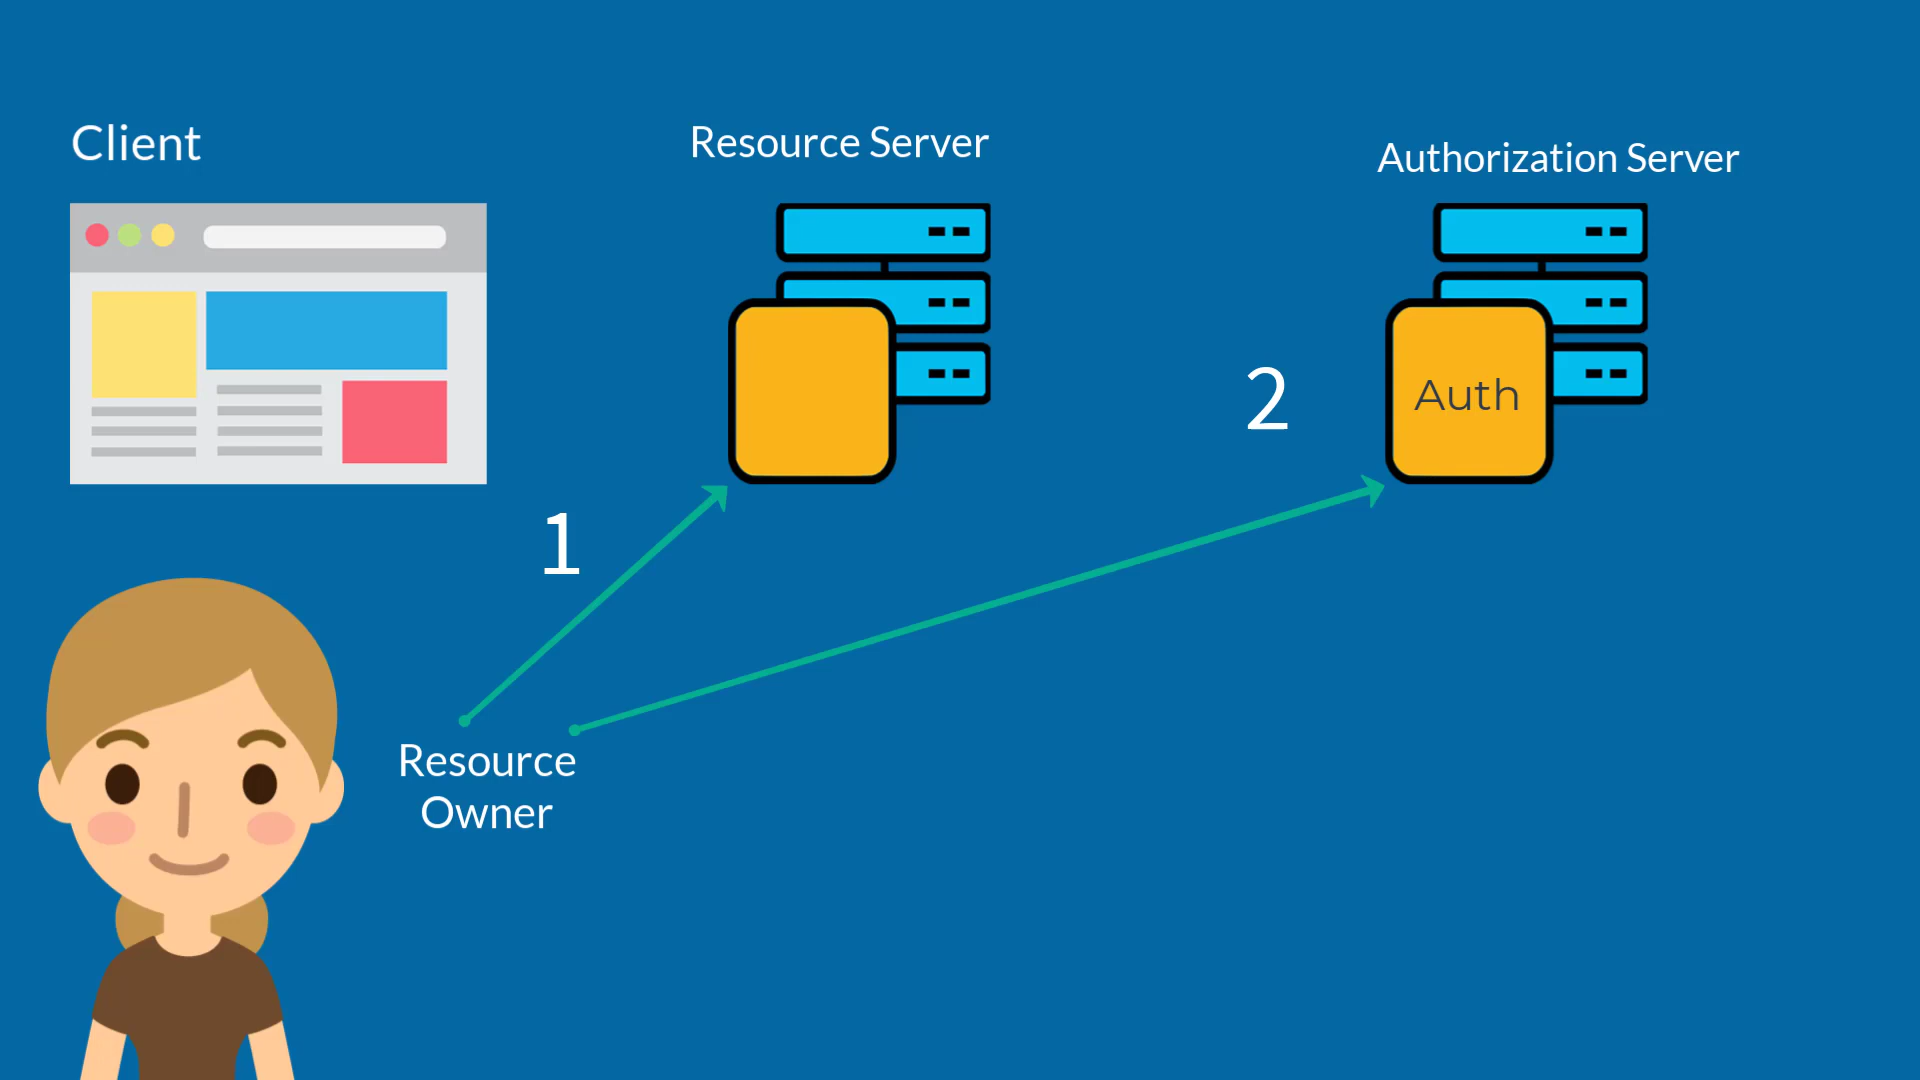 Client
Resource Server
Authorization Server
2
Auth
1
Resource
Owner